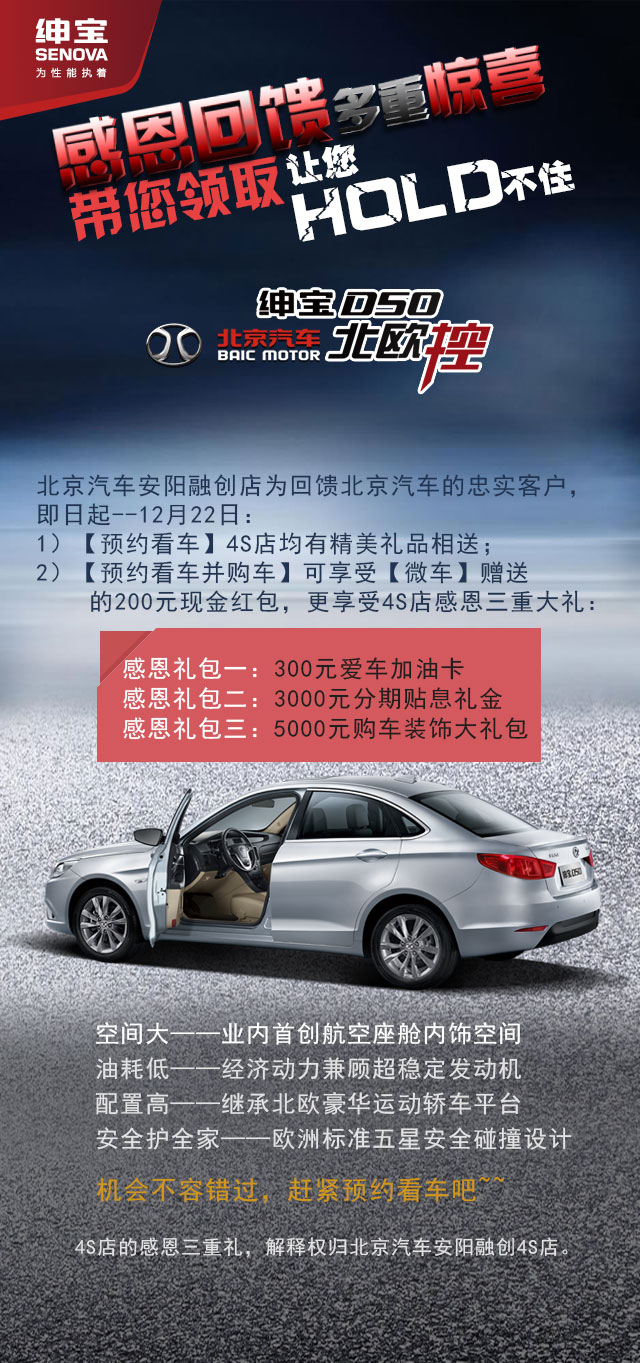 绅宝
SENOVA
为性能执着
感恩回馈多重惊喜
带您领取让您HOLD不住
绅宝D50
北京汽车
BAIC MOTOR
北欧控
北京汽车安阳融创店为回馈北京汽车的忠实客户，
即日起--12月22日：
1）【预约看车】4S店均有精美礼品相送；
2）【预约看车并购车】可享受【微车】赠送
的200元现金红包，更享受4S店感恩三重大礼：
感恩礼包一：300元爱车加油卡
感恩礼包二：3000元分期贴息礼金
感恩礼包三：5000元购车装饰大礼包
绅宝D50
空间大——业内首创航空座舱内饰空间
油耗低——经济动力兼顾超稳定发动机
配置高——继承北欧豪华运动轿车平台
安全护全家——欧洲标准五星安全碰撞设计
机会不容错过，赶紧预约看车吧~~
4S店的感恩三重礼，解释权归北京汽车安阳融创4S店。